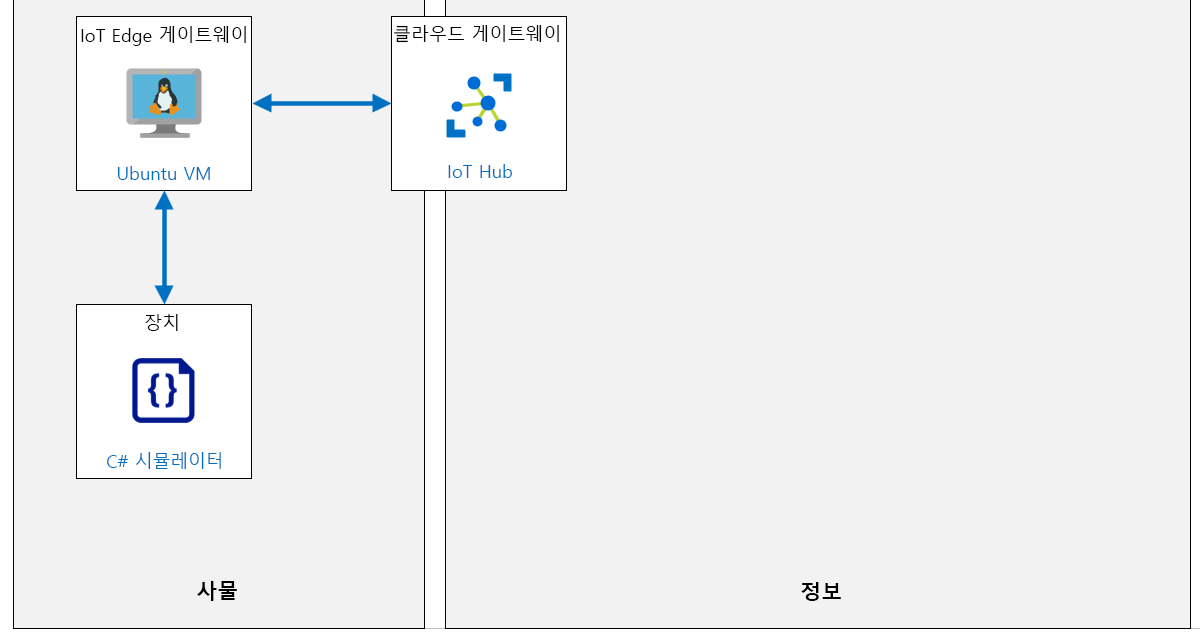 IoT Edge 게이트웨이
Ubuntu VM
클라우드 게이트웨이
IoT Hub
장치
{}
C# 시뮬레이터
사물
정보